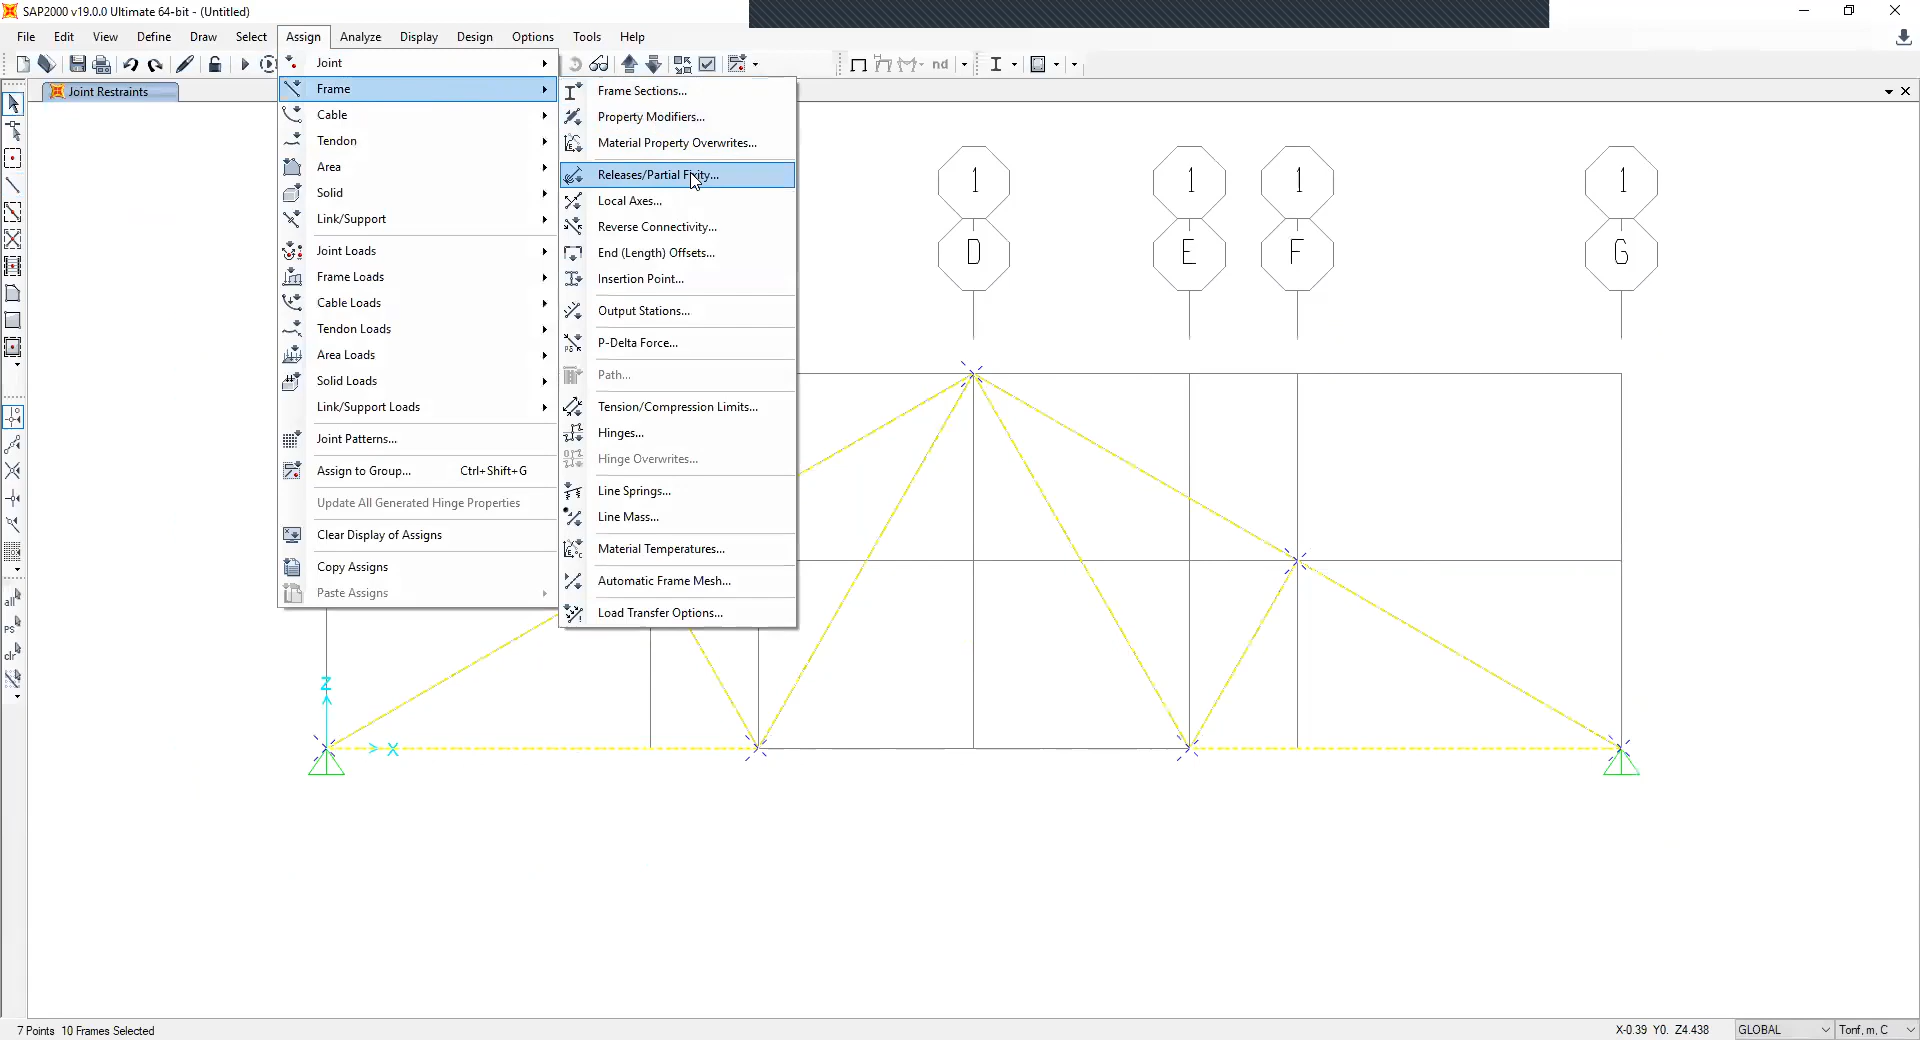 SAP2000 v19.0.0 Ultimate 64-bit - (Untitled)
File Edit View Define Draw Select Assign Analyze Display Design Options Tools Help
nd
Joint Restraints
Joint
Frame
Cable
Tendon
Area
Solid
Link/Support
Joint Loads
Frame Loads
Cable Loads
Tendon Loads
Area Loads
Solid Loads
Link/Support Loads
Joint Patterns...
Assign to Group... Ctrl+Shift+G
Update All Generated Hinge Properties
Clear Display of Assigns
Copy Assigns
Paste Assigns
Frame Sections...
Property Modifiers...
Material Property Overwrites...
Releases/Partial Fixity...
Local Axes...
Reverse Connectivity...
End (Length) Offsets...
Insertion Point...
Output Stations...
P-Delta Force...
Path...
Tension/Compression Limits...
Hinges...
Hinge Overwrites...
Line Springs...
Line Mass...
Material Temperatures...
Automatic Frame Mesh...
Load Transfer Options...
1 1 1 1
D E F G
all
PS
clr
Z
X
7 Points 10 Frames Selected
X-0.39 Y0. Z4.438
GLOBAL
Tonf, m, C